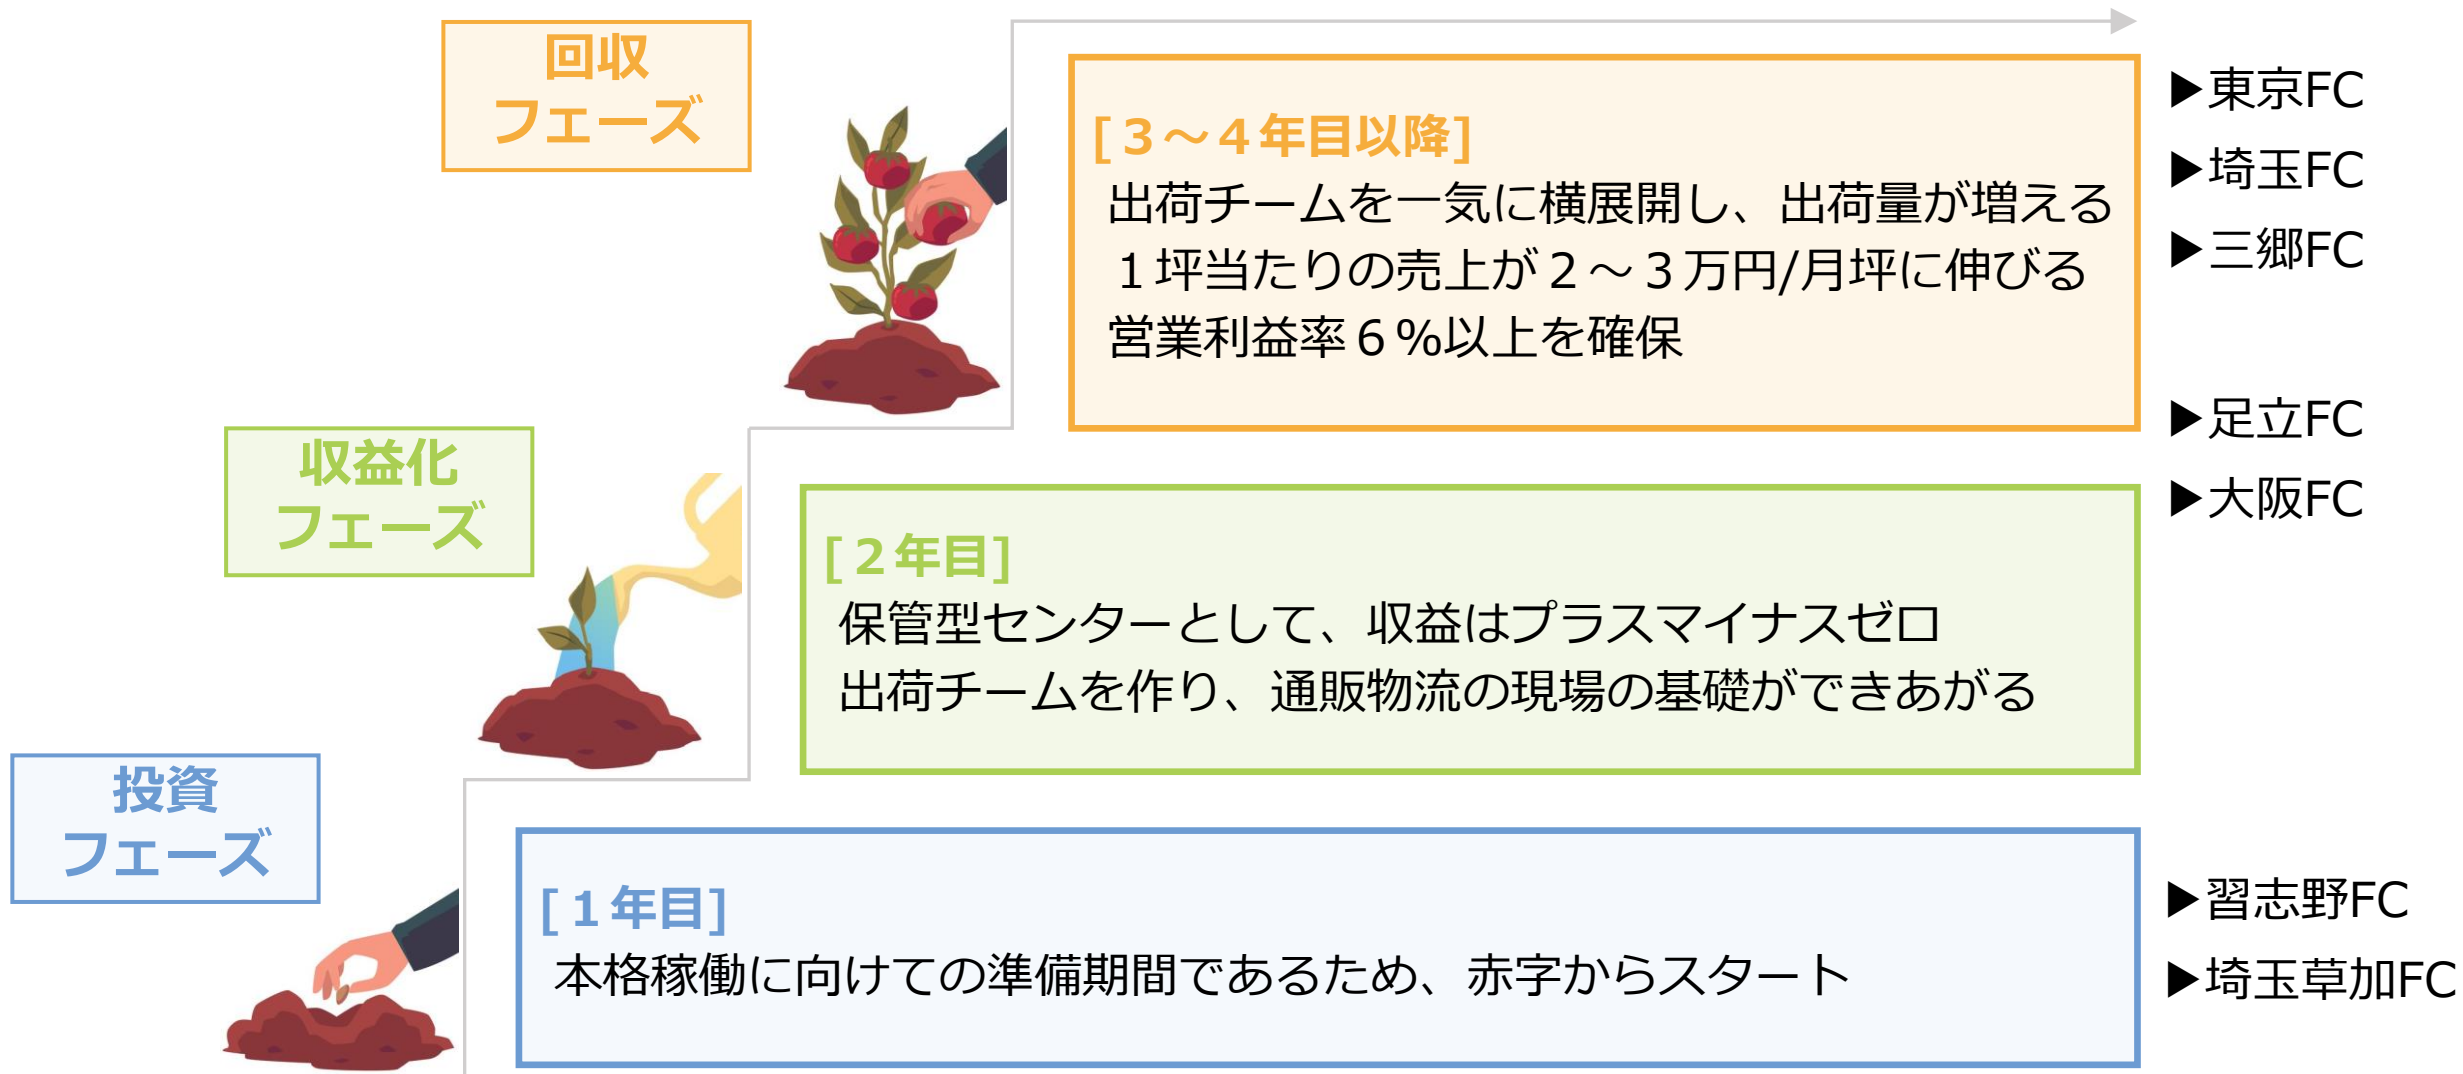 回収
フェーズ
[３～４年目以降]
出荷チームを一気に横展開し、出荷量が増える
１坪当たりの売上が２～３万円/月坪に伸びる
営業利益率６%以上を確保
▶東京FC
▶埼玉FC
▶三郷FC
▶足立FC
▶大阪FC
収益化
フェーズ
[２年目]
保管型センターとして、収益はプラスマイナスゼロ
出荷チームを作り、通販物流の現場の基礎ができあがる
投資
フェーズ
[１年目]
本格稼働に向けての準備期間であるため、赤字からスタート
▶習志野FC
▶埼玉草加FC